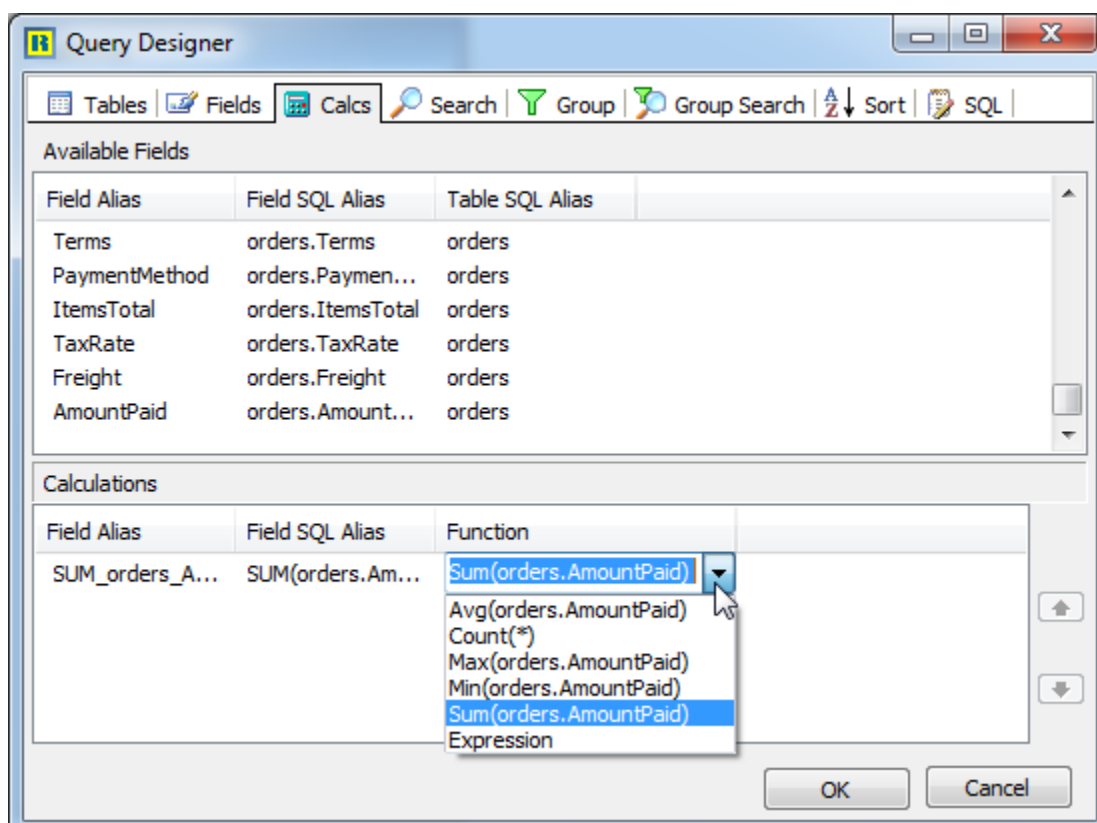 Query Designer
Tables Fields Calcs Search Group Group Search Sort SQL
Available Fields
Field Alias Field SQL Alias Table SQL Alias
Terms orders.Terms orders
PaymentMethod orders.Paymen... orders
ItemsTotal orders.ItemsTotal orders
TaxRate orders.TaxRate orders
Freight orders.Freight orders
AmountPaid orders.Amount... orders
Calculations
Field Alias Field SQL Alias Function
SUM_orders_A... SUM(orders.Am... Sum(orders.AmountPaid)
Avg(orders.AmountPaid)
Count(*)
Max(orders.AmountPaid)
Min(orders.AmountPaid)
Sum(orders.AmountPaid)
Expression
OK Cancel